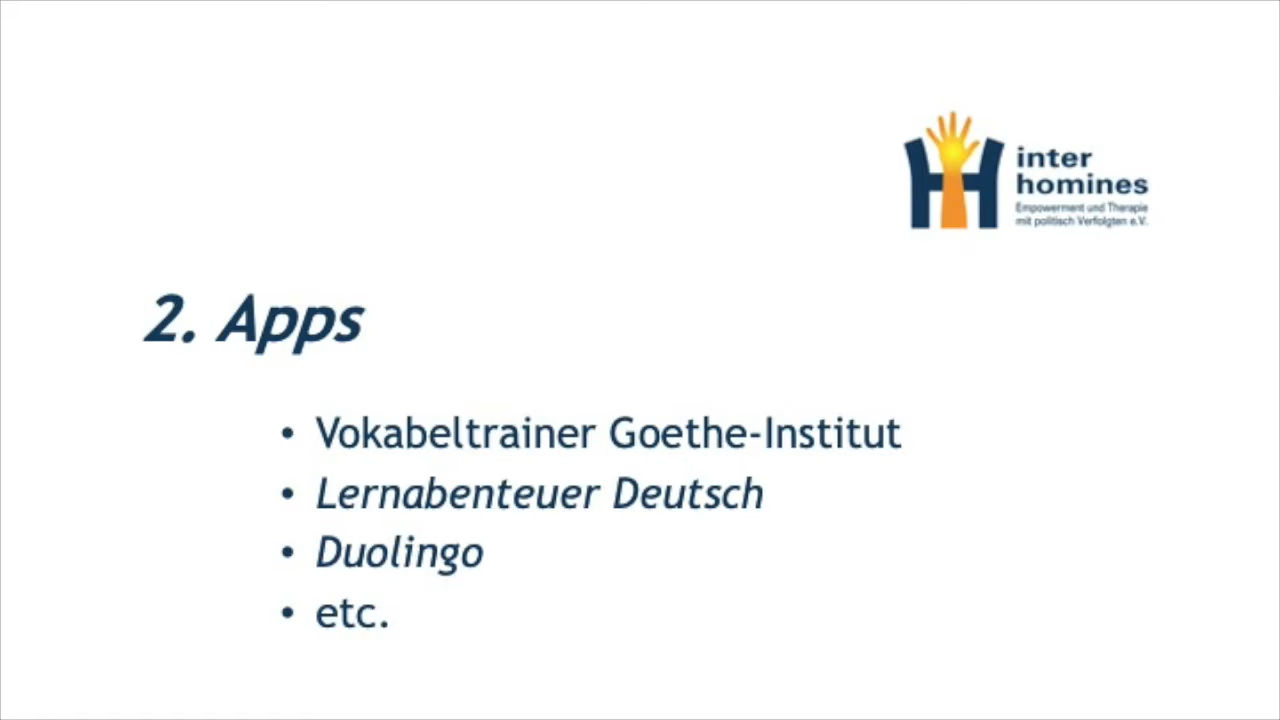 inter
homines
Empowerment und Therapie
mit politisch Verfolgten e.V.
2. Apps
• Vokabeltrainer Goethe-Institut
• Lernabenteuer Deutsch
• Duolingo
• etc.